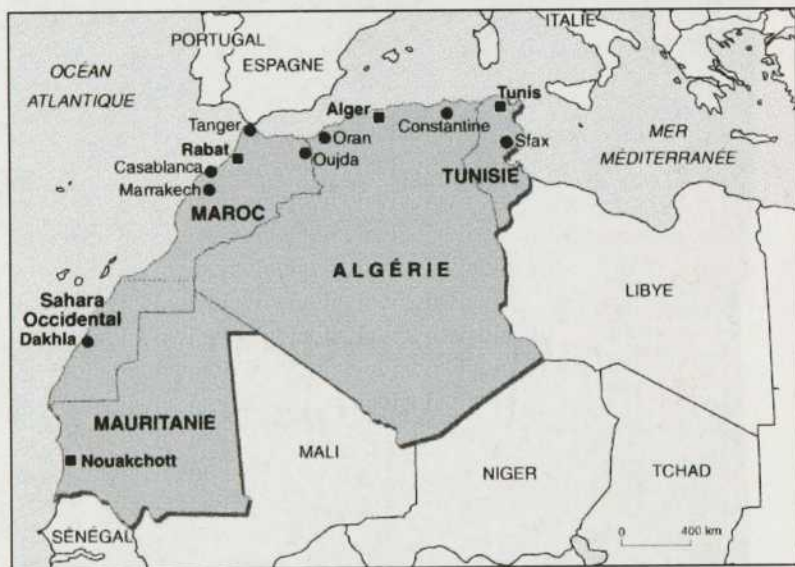 ITALIE
PORTUGAL
ESPAGNE
OCÉAN
ATLANTIQUE
Alger
Tunis
Tanger
Constantine
MER
MÉDITERRANÉE
Rabat
Oran
Sfax
Oujda
Casablanca
Marrakech
TUNISIE
MAROC
ALGÉRIE
LIBYE
Sahara
Occidental
Dakhla
MAURITANIE
MALI
Nouakchott
NIGER
TCHAD
SÉNÉGAL
0 400 km